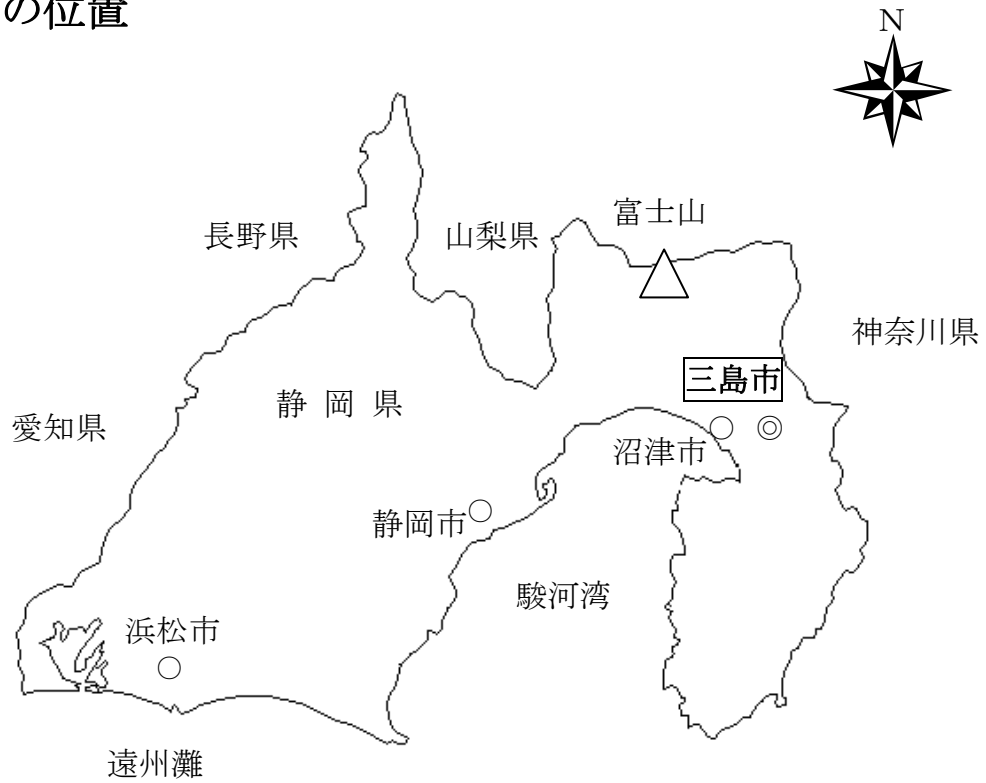 の位置
N
富士山
長野県
山梨県
神奈川県
三島市
静岡県
愛知県
沼津市
静岡市
駿河湾
浜松市
遠州灘